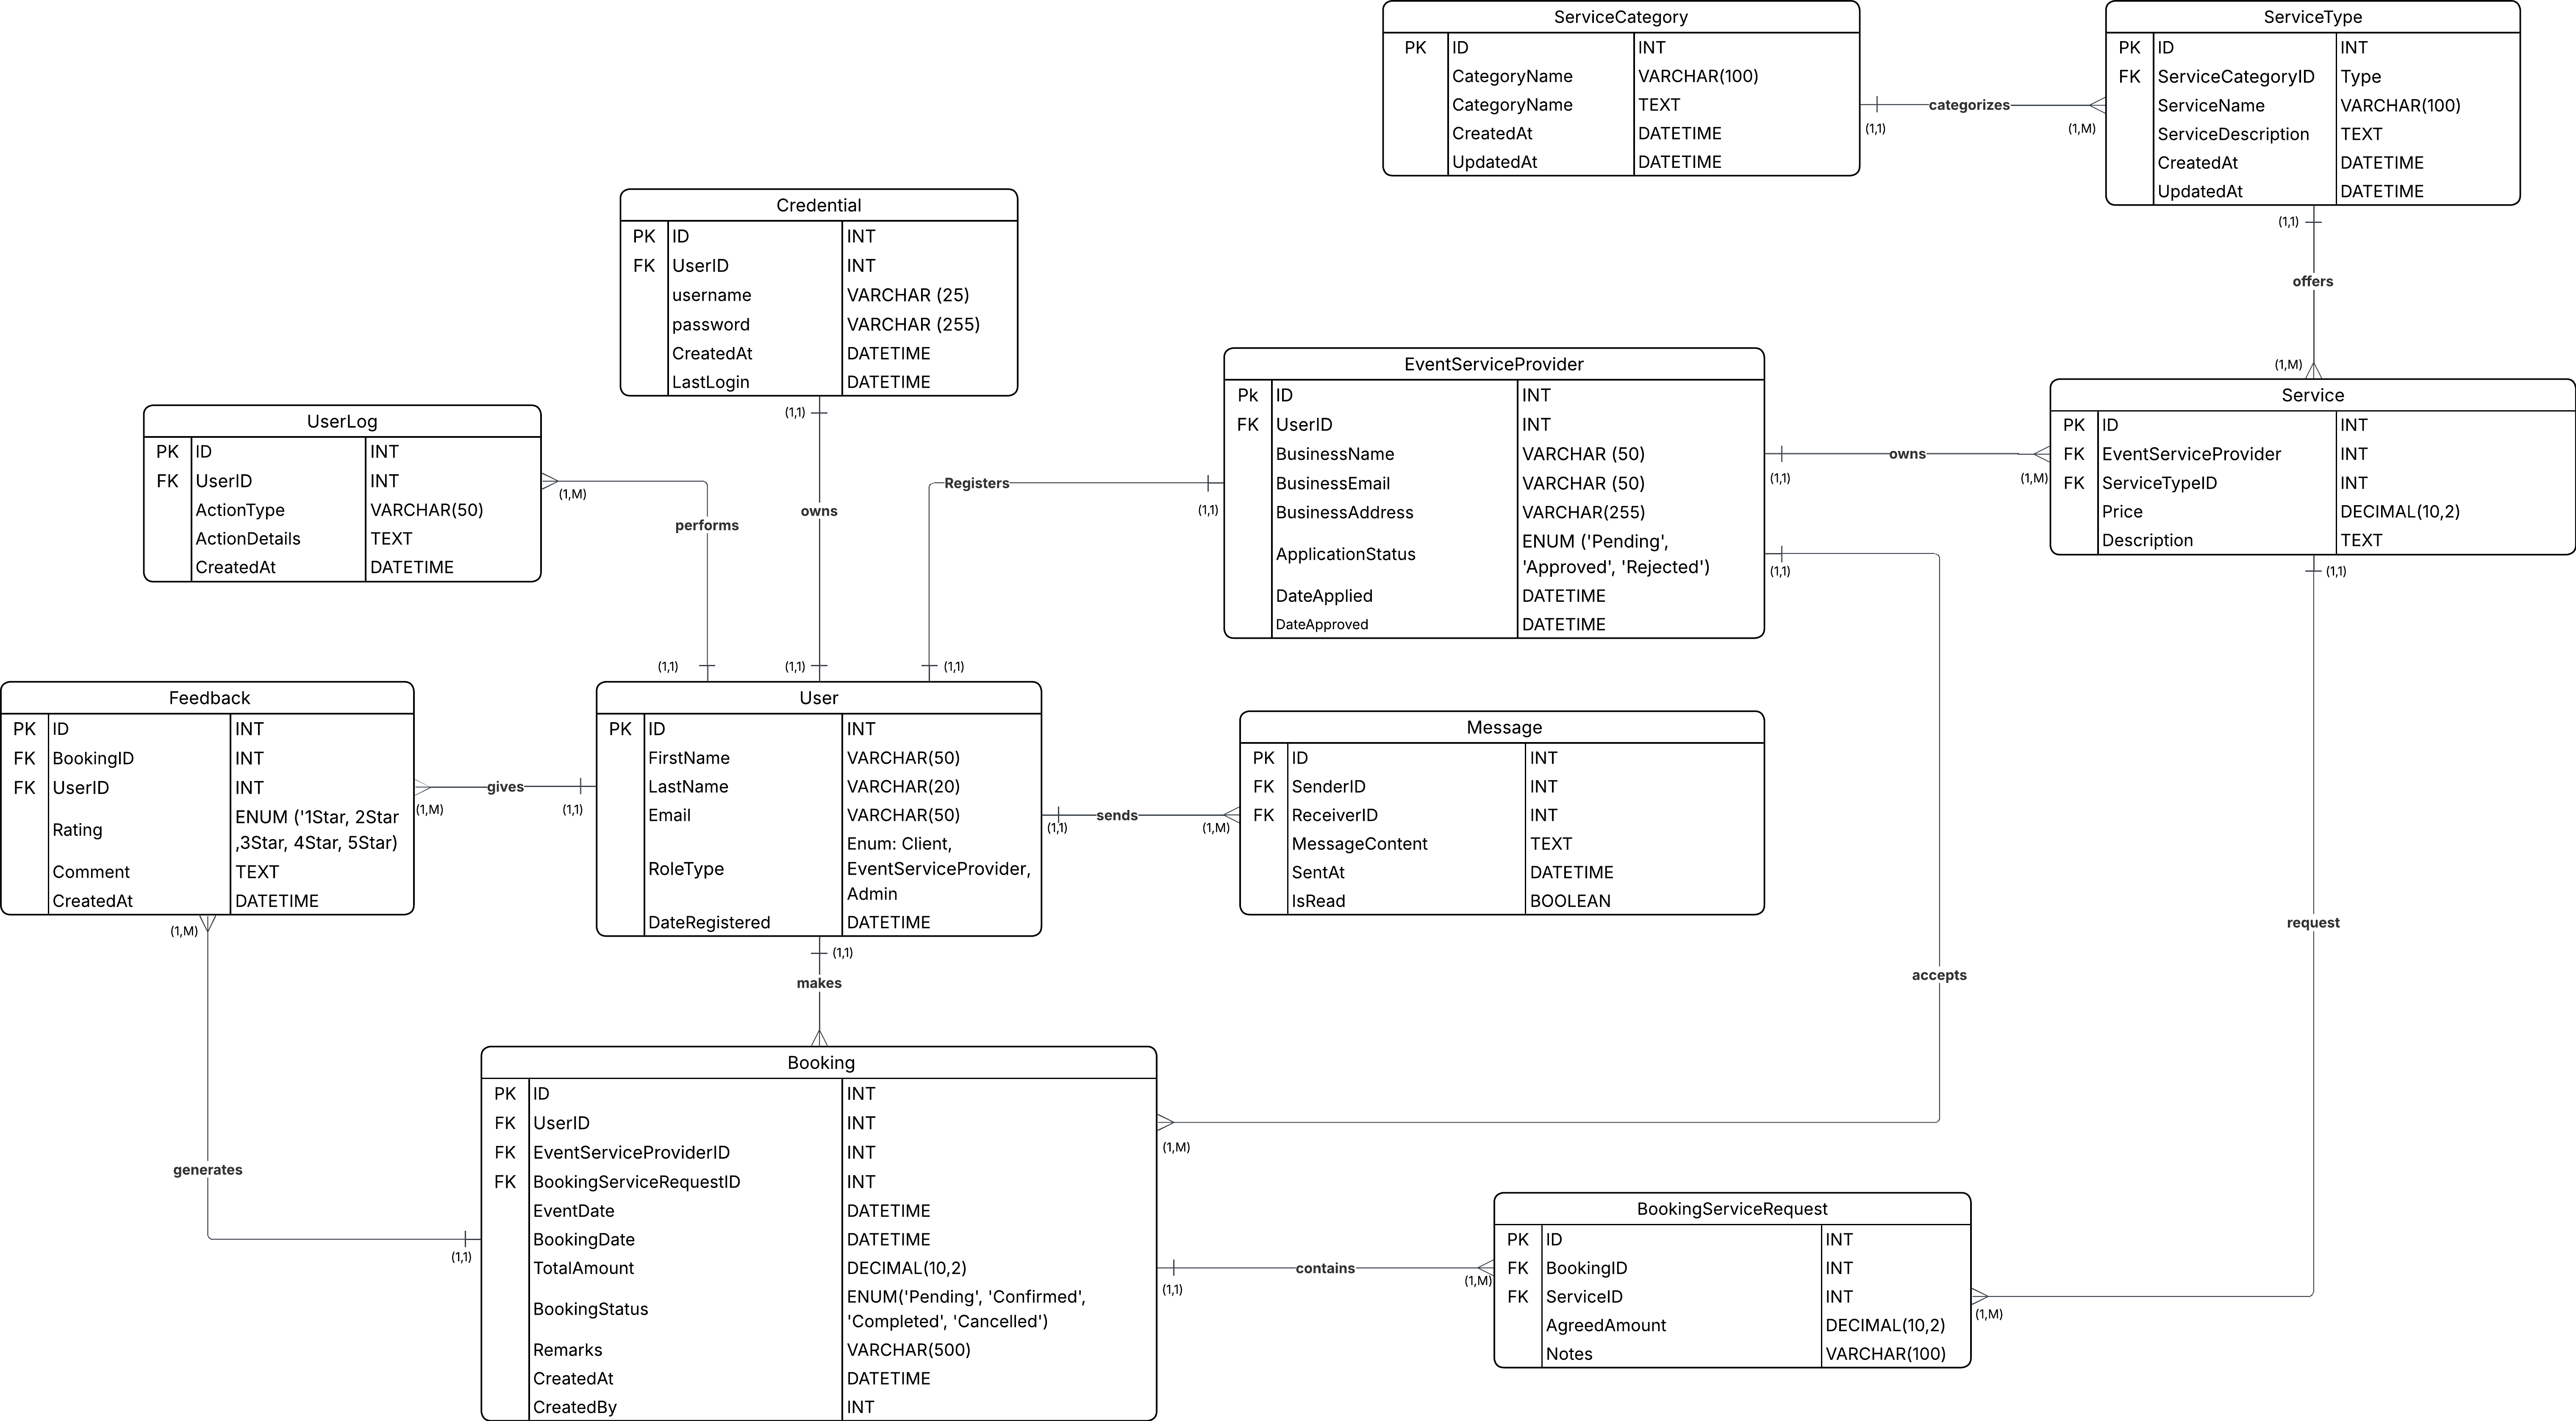 ServiceCategory
PK ID INT
CategoryName VARCHAR(100)
CategoryName TEXT
CreatedAt DATETIME
UpdatedAt DATETIME
(1,1)
categorizes
(1,M)
ServiceType
PK ID INT
FK ServiceCategoryID Type
ServiceName VARCHAR(100)
ServiceDescription TEXT
CreatedAt DATETIME
UpdatedAt DATETIME
(1,1)
offers
(1,M)
Credential
PK ID INT
FK UserID INT
username VARCHAR (25)
password VARCHAR (255)
CreatedAt DATETIME
LastLogin DATETIME
(1,1)
owns
(1,1)
UserLog
PK ID INT
FK UserID INT
ActionType VARCHAR(50)
ActionDetails TEXT
CreatedAt DATETIME
(1,M)
performs
(1,1)
EventServiceProvider
Pk ID INT
FK UserID INT
BusinessName VARCHAR (50)
BusinessEmail VARCHAR (50)
BusinessAddress VARCHAR(255)
ApplicationStatus ENUM ('Pending',
'Approved', 'Rejected')
DateApplied DATETIME
DateApproved DATETIME
Registers
(1,1)
(1,1)
(1,1)
owns
(1,M)
Service
PK ID INT
FK EventServiceProvider INT
FK ServiceTypeID INT
Price DECIMAL(10,2)
Description TEXT
(1,1)
request
(1,M)
(1,1)
accepts
(1,M)
Feedback
PK ID INT
FK BookingID INT
FK UserID INT
Rating ENUM ('1Star, 2Star
,3Star, 4Star, 5Star)
Comment TEXT
CreatedAt DATETIME
(1,M)
gives
(1,1)
User
PK ID INT
FirstName VARCHAR(50)
LastName VARCHAR(20)
Email VARCHAR(50)
RoleType Enum: Client,
EventServiceProvider,
Admin
DateRegistered DATETIME
(1,1)
sends
(1,M)
Message
PK ID INT
FK SenderID INT
FK ReceiverID INT
MessageContent TEXT
SentAt DATETIME
IsRead BOOLEAN
(1,M)
generates
(1,1)
(1,1)
makes
Booking
PK ID INT
FK UserID INT
FK EventServiceProviderID INT
FK BookingServiceRequestID INT
EventDate DATETIME
BookingDate DATETIME
TotalAmount DECIMAL(10,2)
BookingStatus ENUM('Pending', 'Confirmed',
'Completed', 'Cancelled')
Remarks VARCHAR(500)
CreatedAt DATETIME
CreatedBy INT
(1,1)
contains
(1,M)
BookingServiceRequest
PK ID INT
FK BookingID INT
FK ServiceID INT
AgreedAmount DECIMAL(10,2)
Notes VARCHAR(100)